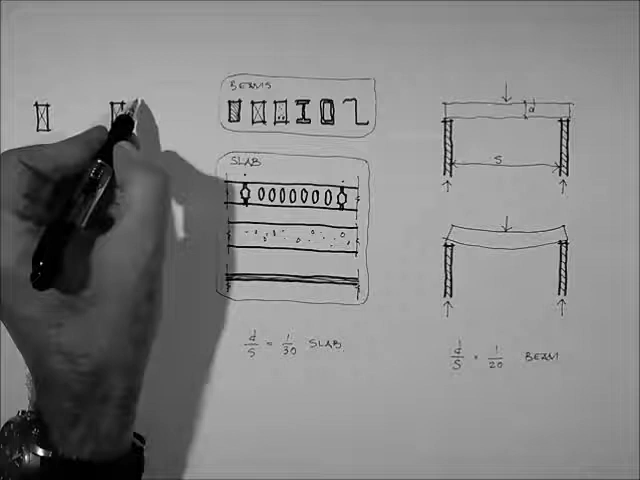 BEAMS
SLAB
d/S = 1/30 SLAB.
d
S
d/S = 1/20 BEAM